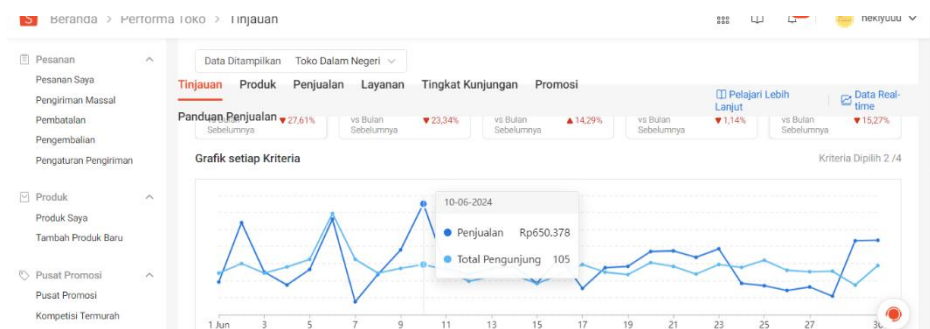 S Beranda > Performa Toko > Tinjauan
nekiyuuu
Pesanan
Pesanan Saya
Pengiriman Massal
Pembatalan
Pengembalian
Pengaturan Pengiriman
Produk
Produk Saya
Tambah Produk Baru
Pusat Promosi
Pusat Promosi
Kompetisi Termurah
Data Ditampilkan Toko Dalam Negeri
Tinjauan Produk Penjualan Layanan Tingkat Kunjungan Promosi
Pelajari Lebih Lanjut
Data Real-time
Panduan Penjualan
vs Bulan Sebelumnya ▼27,61%
vs Bulan Sebelumnya ▼23,34%
vs Bulan Sebelumnya ▲14,29%
vs Bulan Sebelumnya ▼1,14%
vs Bulan Sebelumnya ▼15,27%
Grafik setiap Kriteria
Kriteria Dipilih 2 /4
10-06-2024
Penjualan Rp650.378
Total Pengunjung 105
1 Jun 3 5 7 9 11 13 15 17 19 21 23 25 27